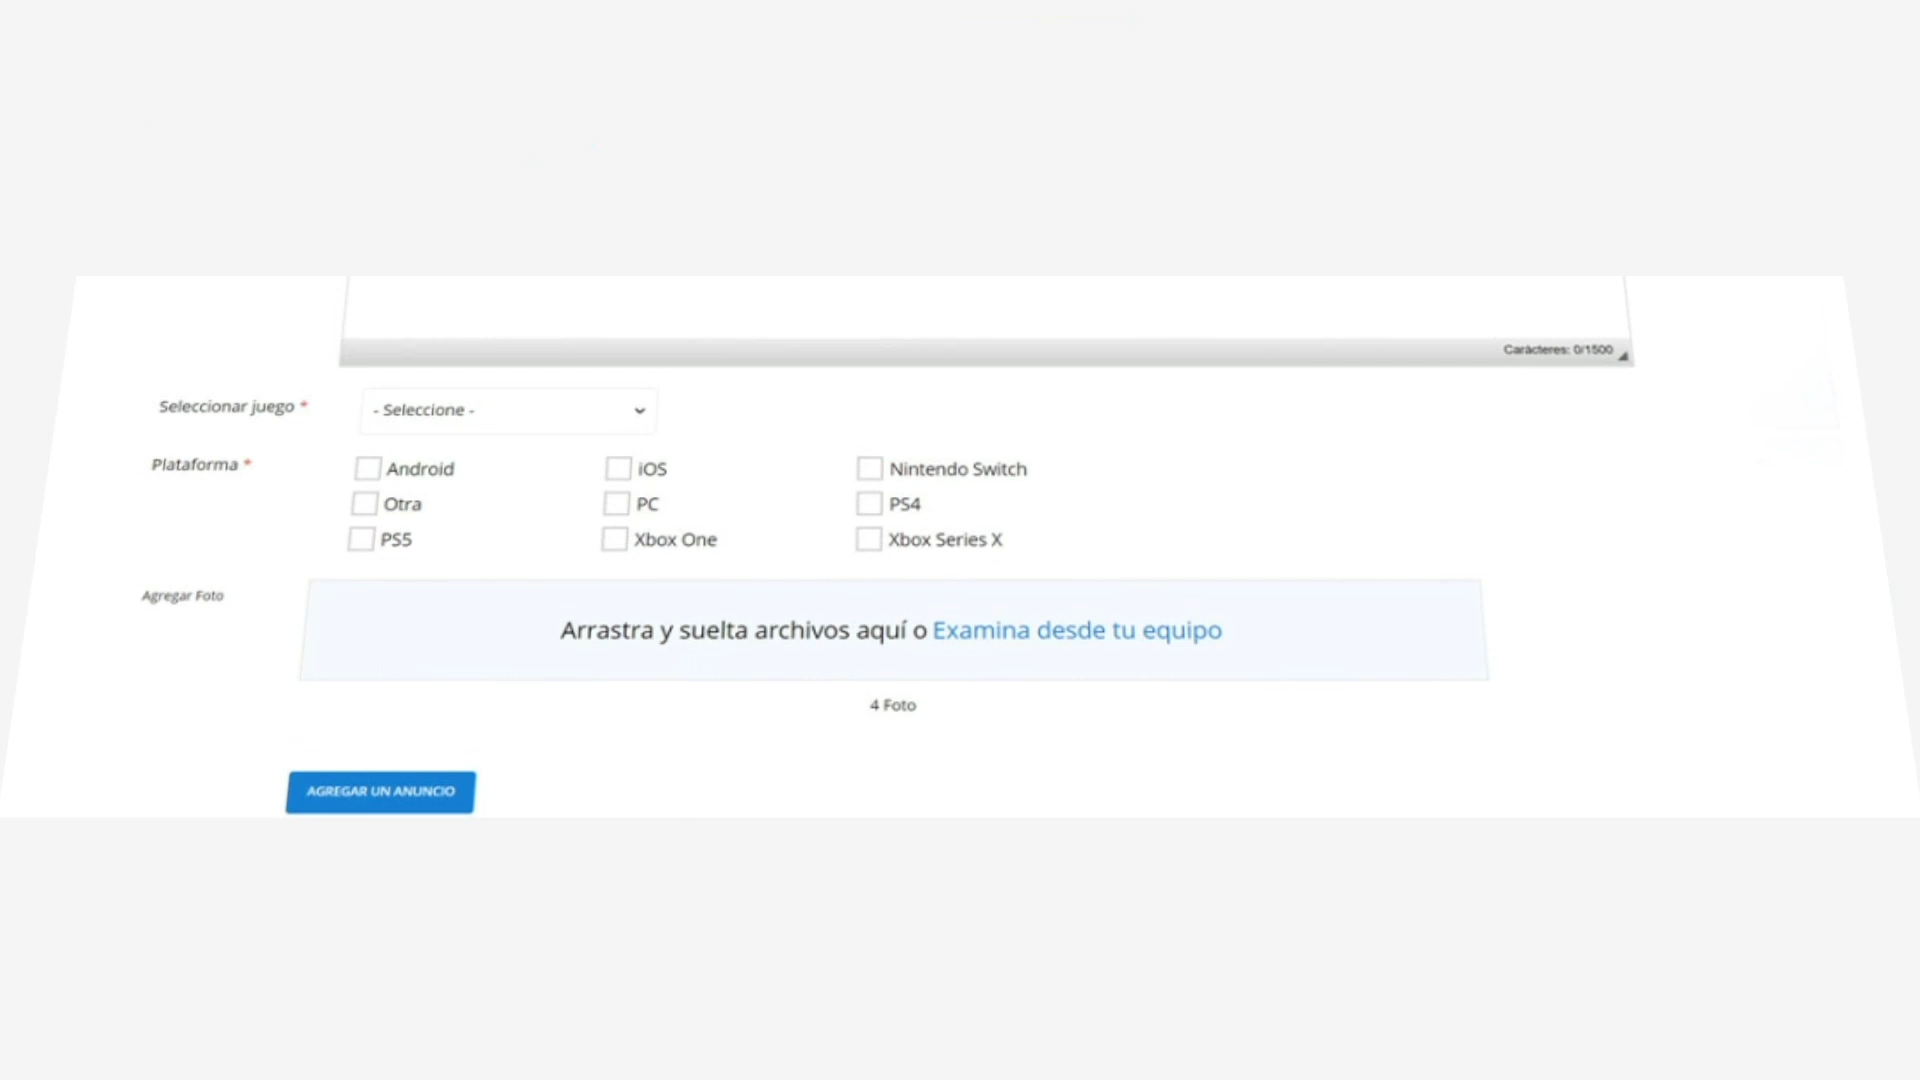 Carácteres: 0/1500
Seleccionar juego *
- Seleccione -
Plataforma *
Android
iOS
Nintendo Switch
Otra
PC
PS4
PS5
Xbox One
Xbox Series X
Agregar Foto
Arrastra y suelta archivos aquí o Examina desde tu equipo
4 Foto
AGREGAR UN ANUNCIO